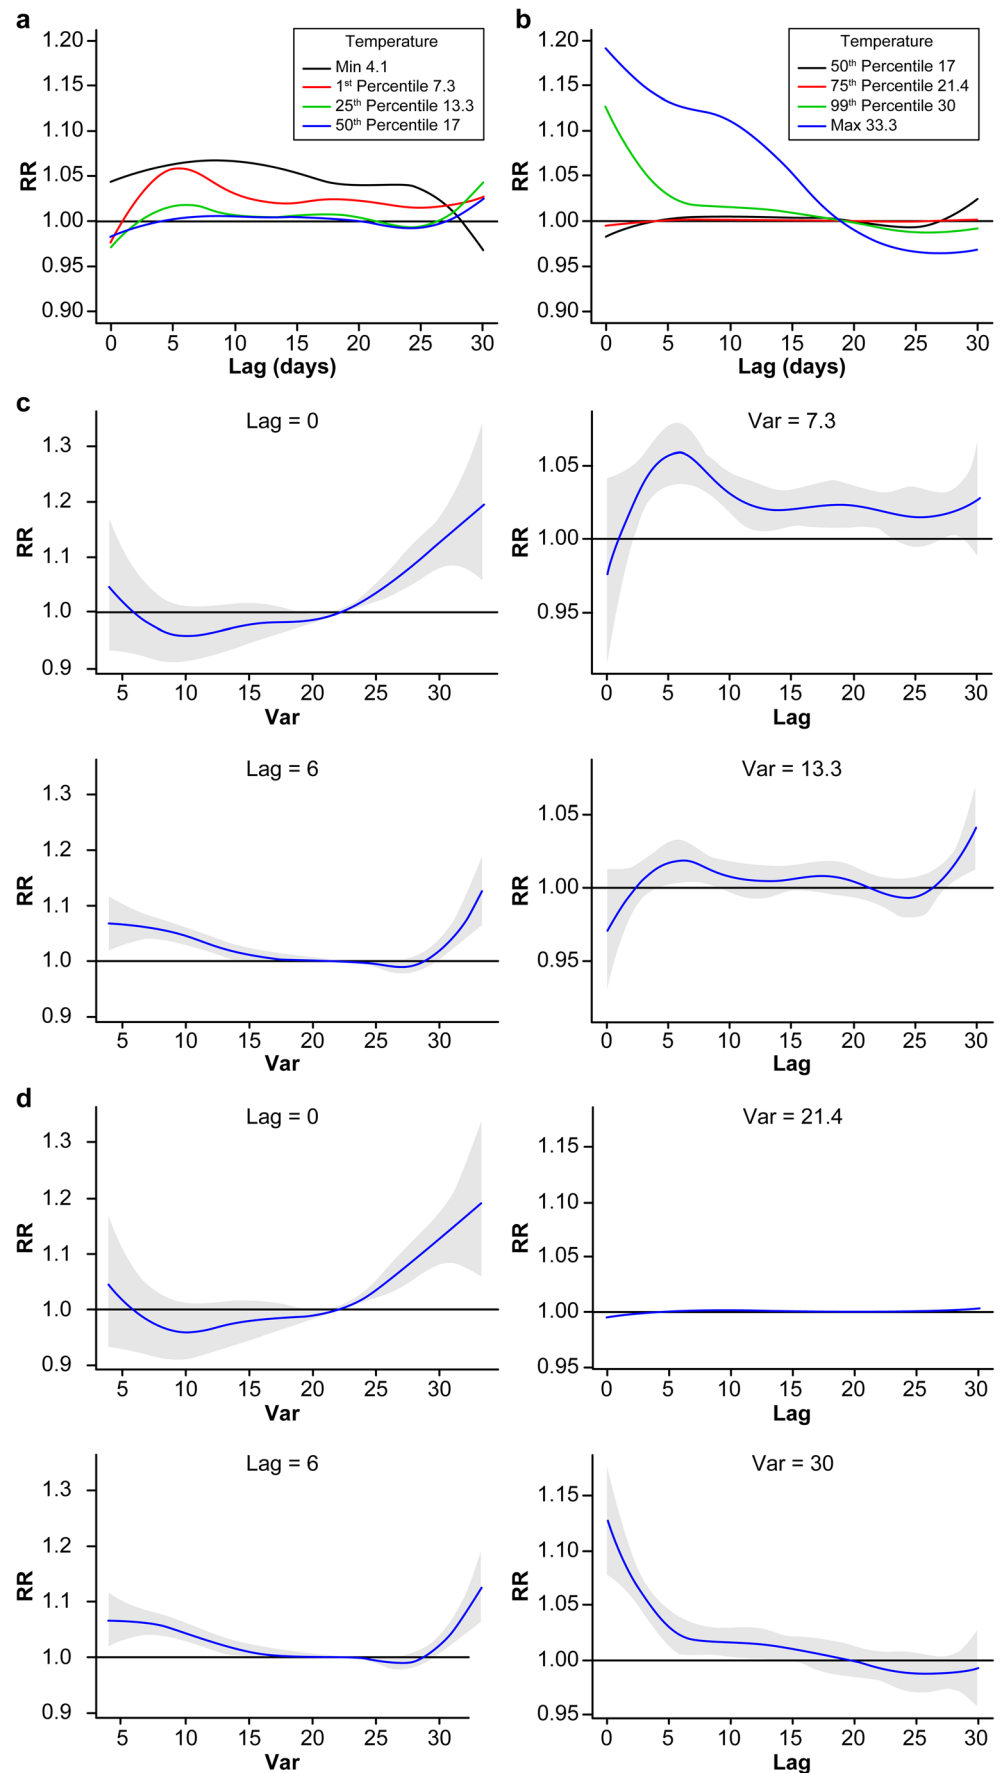 a
1.20
1.15
1.10
1.05
1.00
0.95
0.90
RR
Temperature
Min 4.1
1st Percentile 7.3
25th Percentile 13.3
50th Percentile 17
0 5 10 15 20 25 30
Lag (days)
b
1.20
1.15
1.10
1.05
1.00
0.95
0.90
RR
Temperature
50th Percentile 17
75th Percentile 21.4
99th Percentile 30
Max 33.3
0 5 10 15 20 25 30
Lag (days)
c
Lag = 0
1.3
1.2
1.1
1.0
0.9
RR
5 10 15 20 25 30
Var
Var = 7.3
1.05
1.00
0.95
RR
0 5 10 15 20 25 30
Lag
Lag = 6
1.3
1.2
1.1
1.0
0.9
RR
5 10 15 20 25 30
Var
Var = 13.3
1.05
1.00
0.95
RR
0 5 10 15 20 25 30
Lag
d
Lag = 0
1.3
1.2
1.1
1.0
0.9
RR
5 10 15 20 25 30
Var
Var = 21.4
1.15
1.10
1.05
1.00
0.95
RR
0 5 10 15 20 25 30
Lag
Lag = 6
1.3
1.2
1.1
1.0
0.9
RR
5 10 15 20 25 30
Var
Var = 30
1.15
1.10
1.05
1.00
0.95
RR
0 5 10 15 20 25 30
Lag